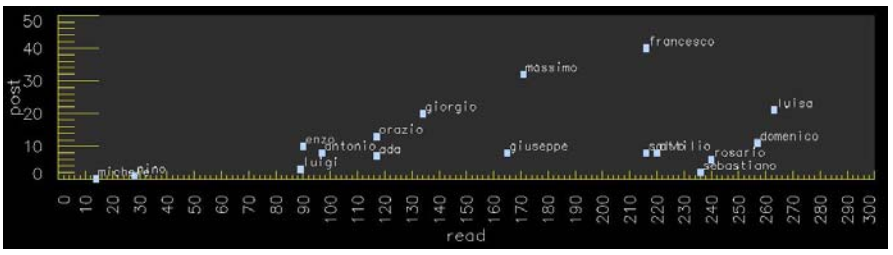 50
40
30
20
10
0
post
francesco
massimo
luisa
giorgio
orazio
enzo
domenico
antonio
ada
giuseppe
rosario
luigi
sebastiano
michele
nino
0 10 20 30 40 50 60 70 80 90 100 110 120 130 140 150 160 170 180 190 200 210 220 230 240 250 260 270 280 290 300
read